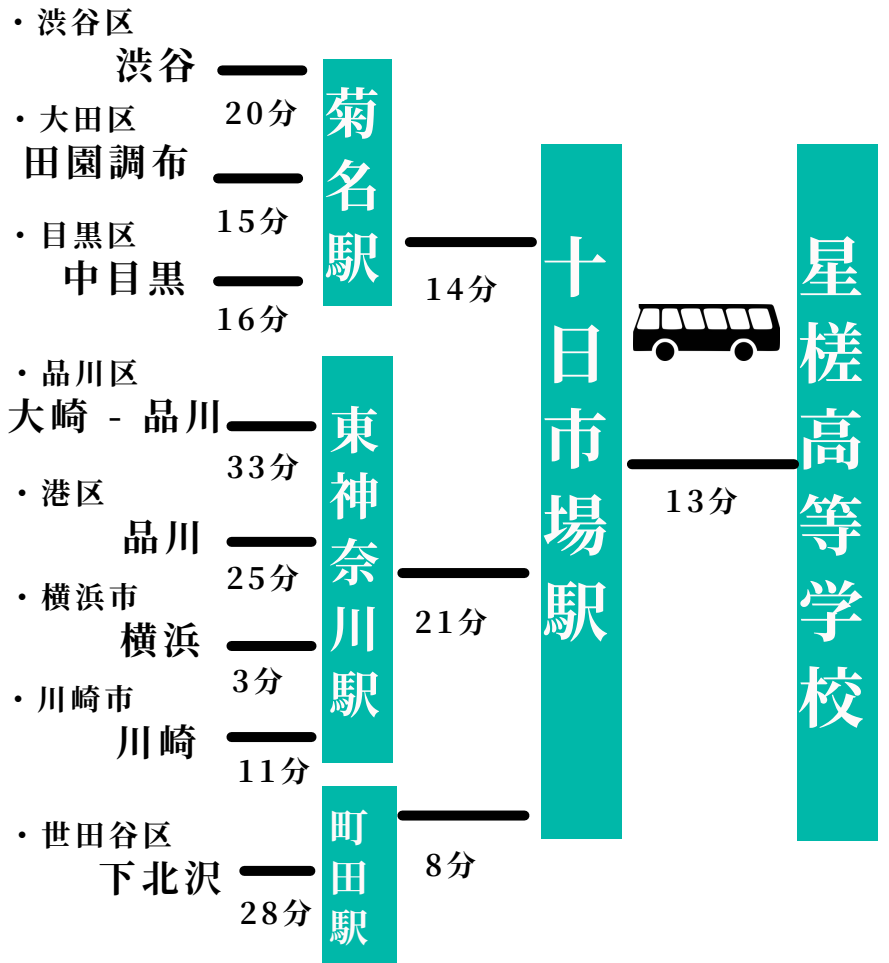 ・渋谷区
渋谷
20分
・大田区
田園調布
15分
・目黒区
中目黒
16分
菊名駅
14分
・品川区
大崎 - 品川
33分
・港区
品川
25分
・横浜市
横浜
3分
・川崎市
川崎
11分
東神奈川駅
21分
・世田谷区
下北沢
28分
町田駅
8分
十日市場駅
13分
星槎高等学校